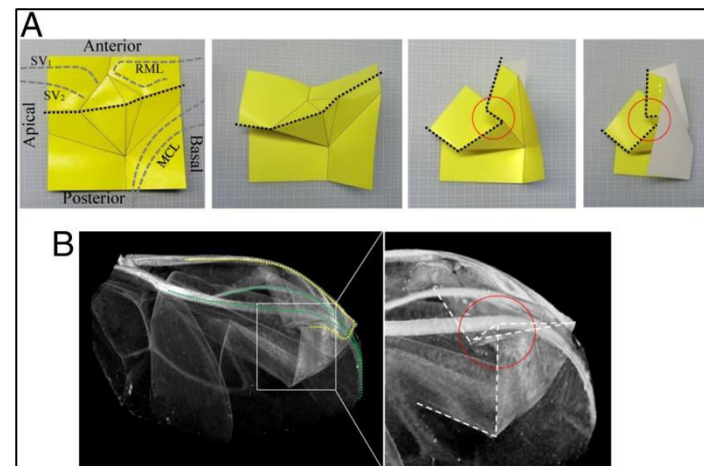 A
Anterior
SV1
RML
SV2
Apical
Basal
MCL
Posterior
B